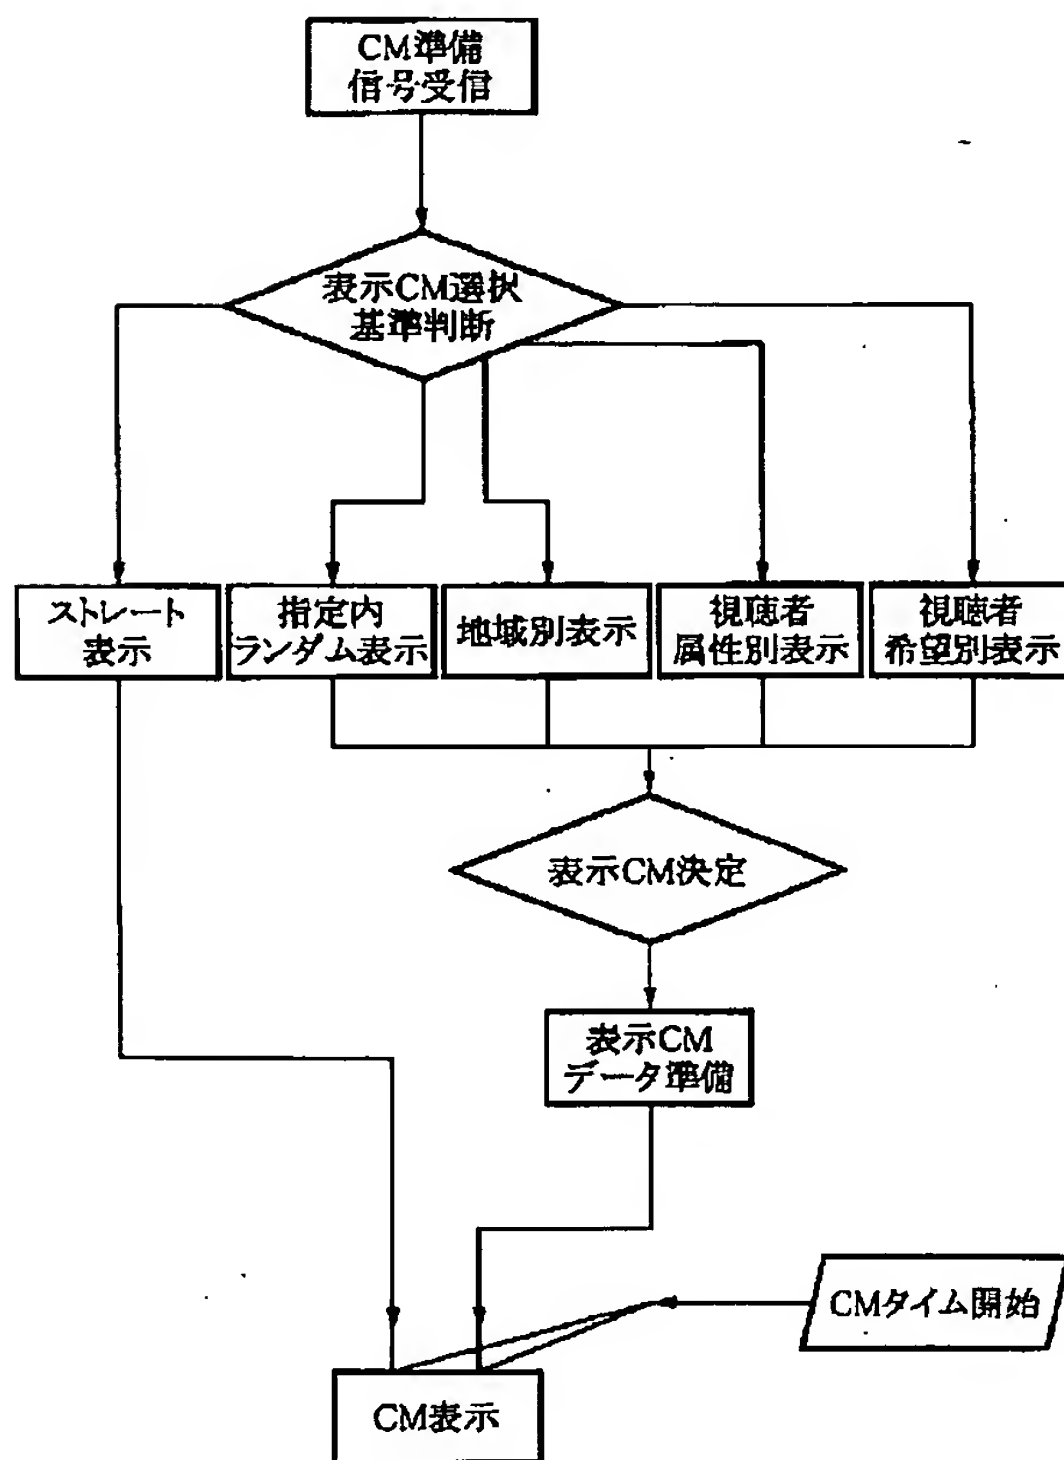 CM準備
信号受信
表示CM選択
基準判断
ストレート
表示
指定内
ランダム表示
地域別表示
視聴者
属性別表示
視聴者
希望別表示
表示CM決定
表示CM
データ準備
CMタイム開始
CM表示